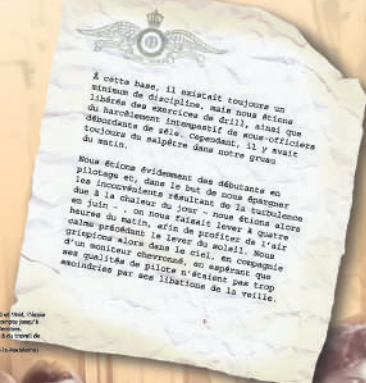 À cette base, il existait toujours un
minimum de discipline, mais nous étions
libérés des exercices de drill, ainsi que
du harcèlement intempestif de sous-officiers
débordants de zèle. Cependant, il y avait
toujours du salpêtre dans notre gruau
du matin.
Nous étions évidemment des débutants en
pilotage et, dans le but de nous épargner
les inconvénients résultant de la turbulence
due à la chaleur du jour - nous étions alors
en juin - , on nous faisait lever à quatre
heures du matin, afin de profiter de l'air
calme précédant le lever du soleil. Nous
grimpions alors dans le ciel, en compagnie
d'un moniteur chevronné, en espérant que
ses qualités de pilote n'étaient pas trop
amoindries par ses libations de la veille.
et 1944,
jusqu'à
du travail de